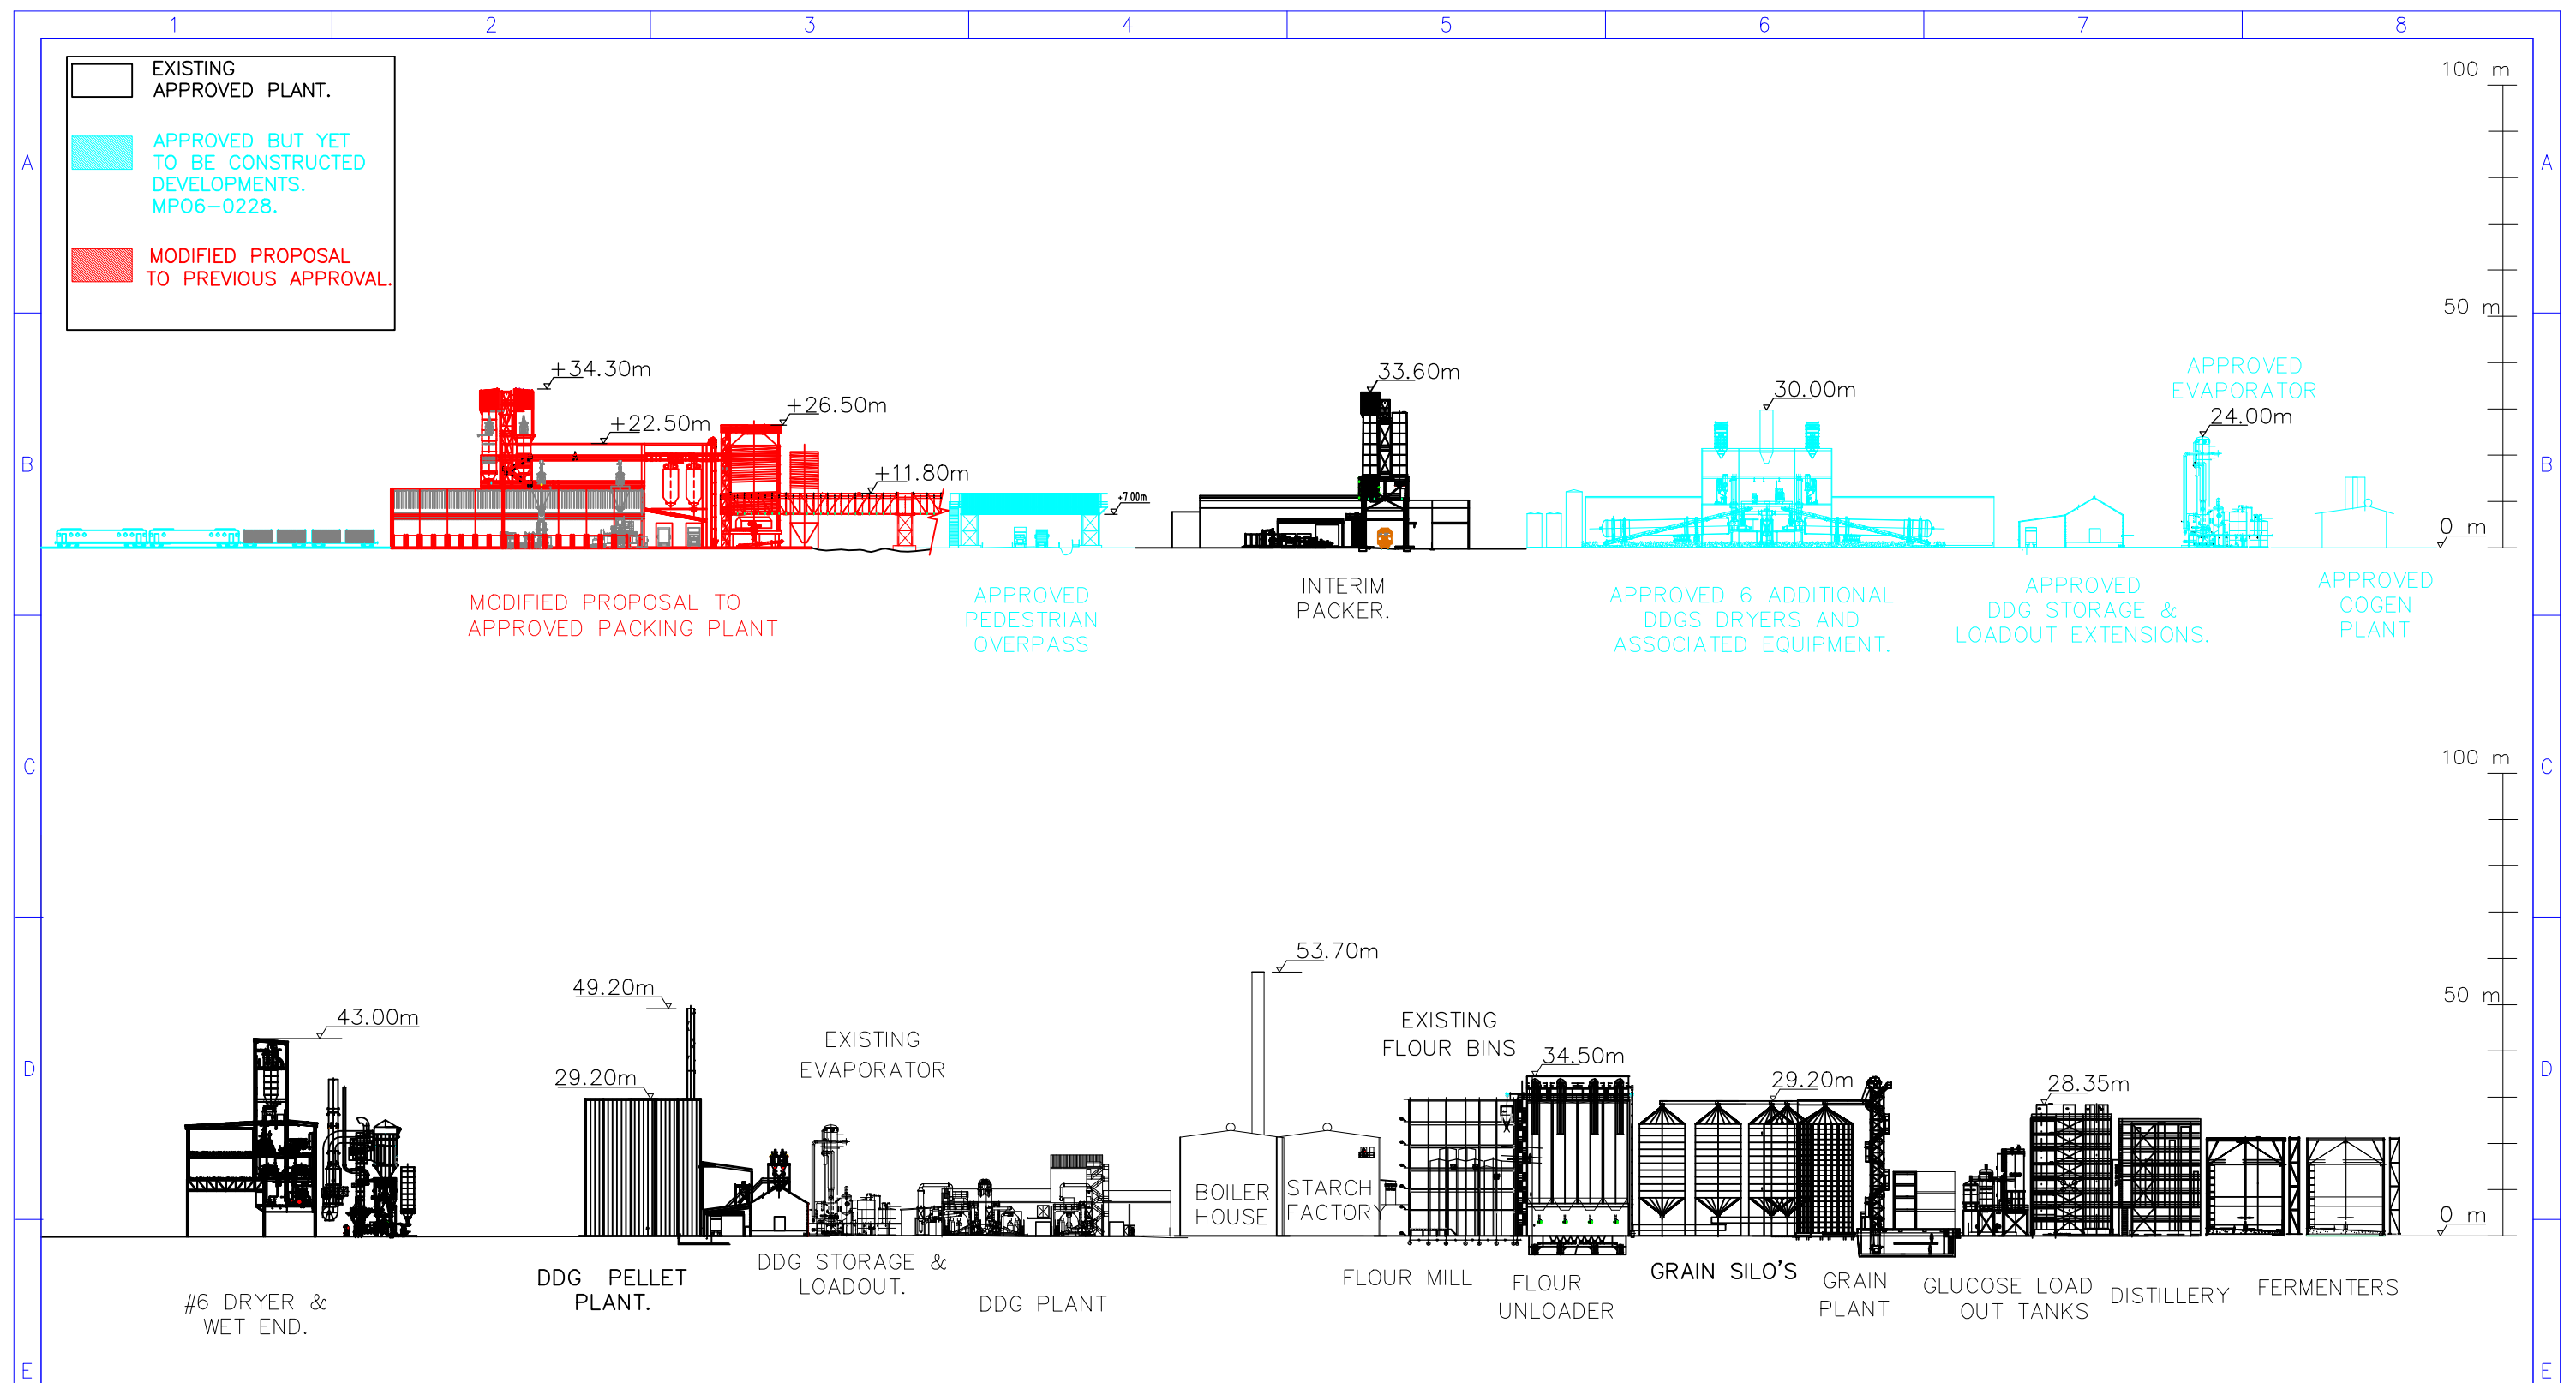 1 2 3 4 5 6 7 8
EXISTING
APPROVED PLANT.
APPROVED BUT YET
TO BE CONSTRUCTED
DEVELOPMENTS.
MP06-0228.
MODIFIED PROPOSAL
TO PREVIOUS APPROVAL.
100 m
A A
50 m
+34.30m
+22.50m
+26.50m
+11.80m
+7.00m
33.60m
30.00m
APPROVED
EVAPORATOR
24.00m
B B
0 m
MODIFIED PROPOSAL TO
APPROVED PACKING PLANT
APPROVED
PEDESTRIAN
OVERPASS
INTERIM
PACKER.
APPROVED 6 ADDITIONAL
DDGS DRYERS AND
ASSOCIATED EQUIPMENT.
APPROVED
DDG STORAGE &
LOADOUT EXTENSIONS.
APPROVED
COGEN
PLANT
C C
100 m
50 m
43.00m
49.20m
29.20m
EXISTING
EVAPORATOR
53.70m
EXISTING
FLOUR BINS
34.50m
29.20m
28.35m
D D
BOILER
HOUSE
STARCH
FACTORY
0 m
#6 DRYER &
WET END.
DDG PELLET
PLANT.
DDG STORAGE &
LOADOUT.
DDG PLANT
FLOUR MILL
FLOUR
UNLOADER
GRAIN SILO'S
GRAIN
PLANT
GLUCOSE LOAD
OUT TANKS
DISTILLERY
FERMENTERS
E E